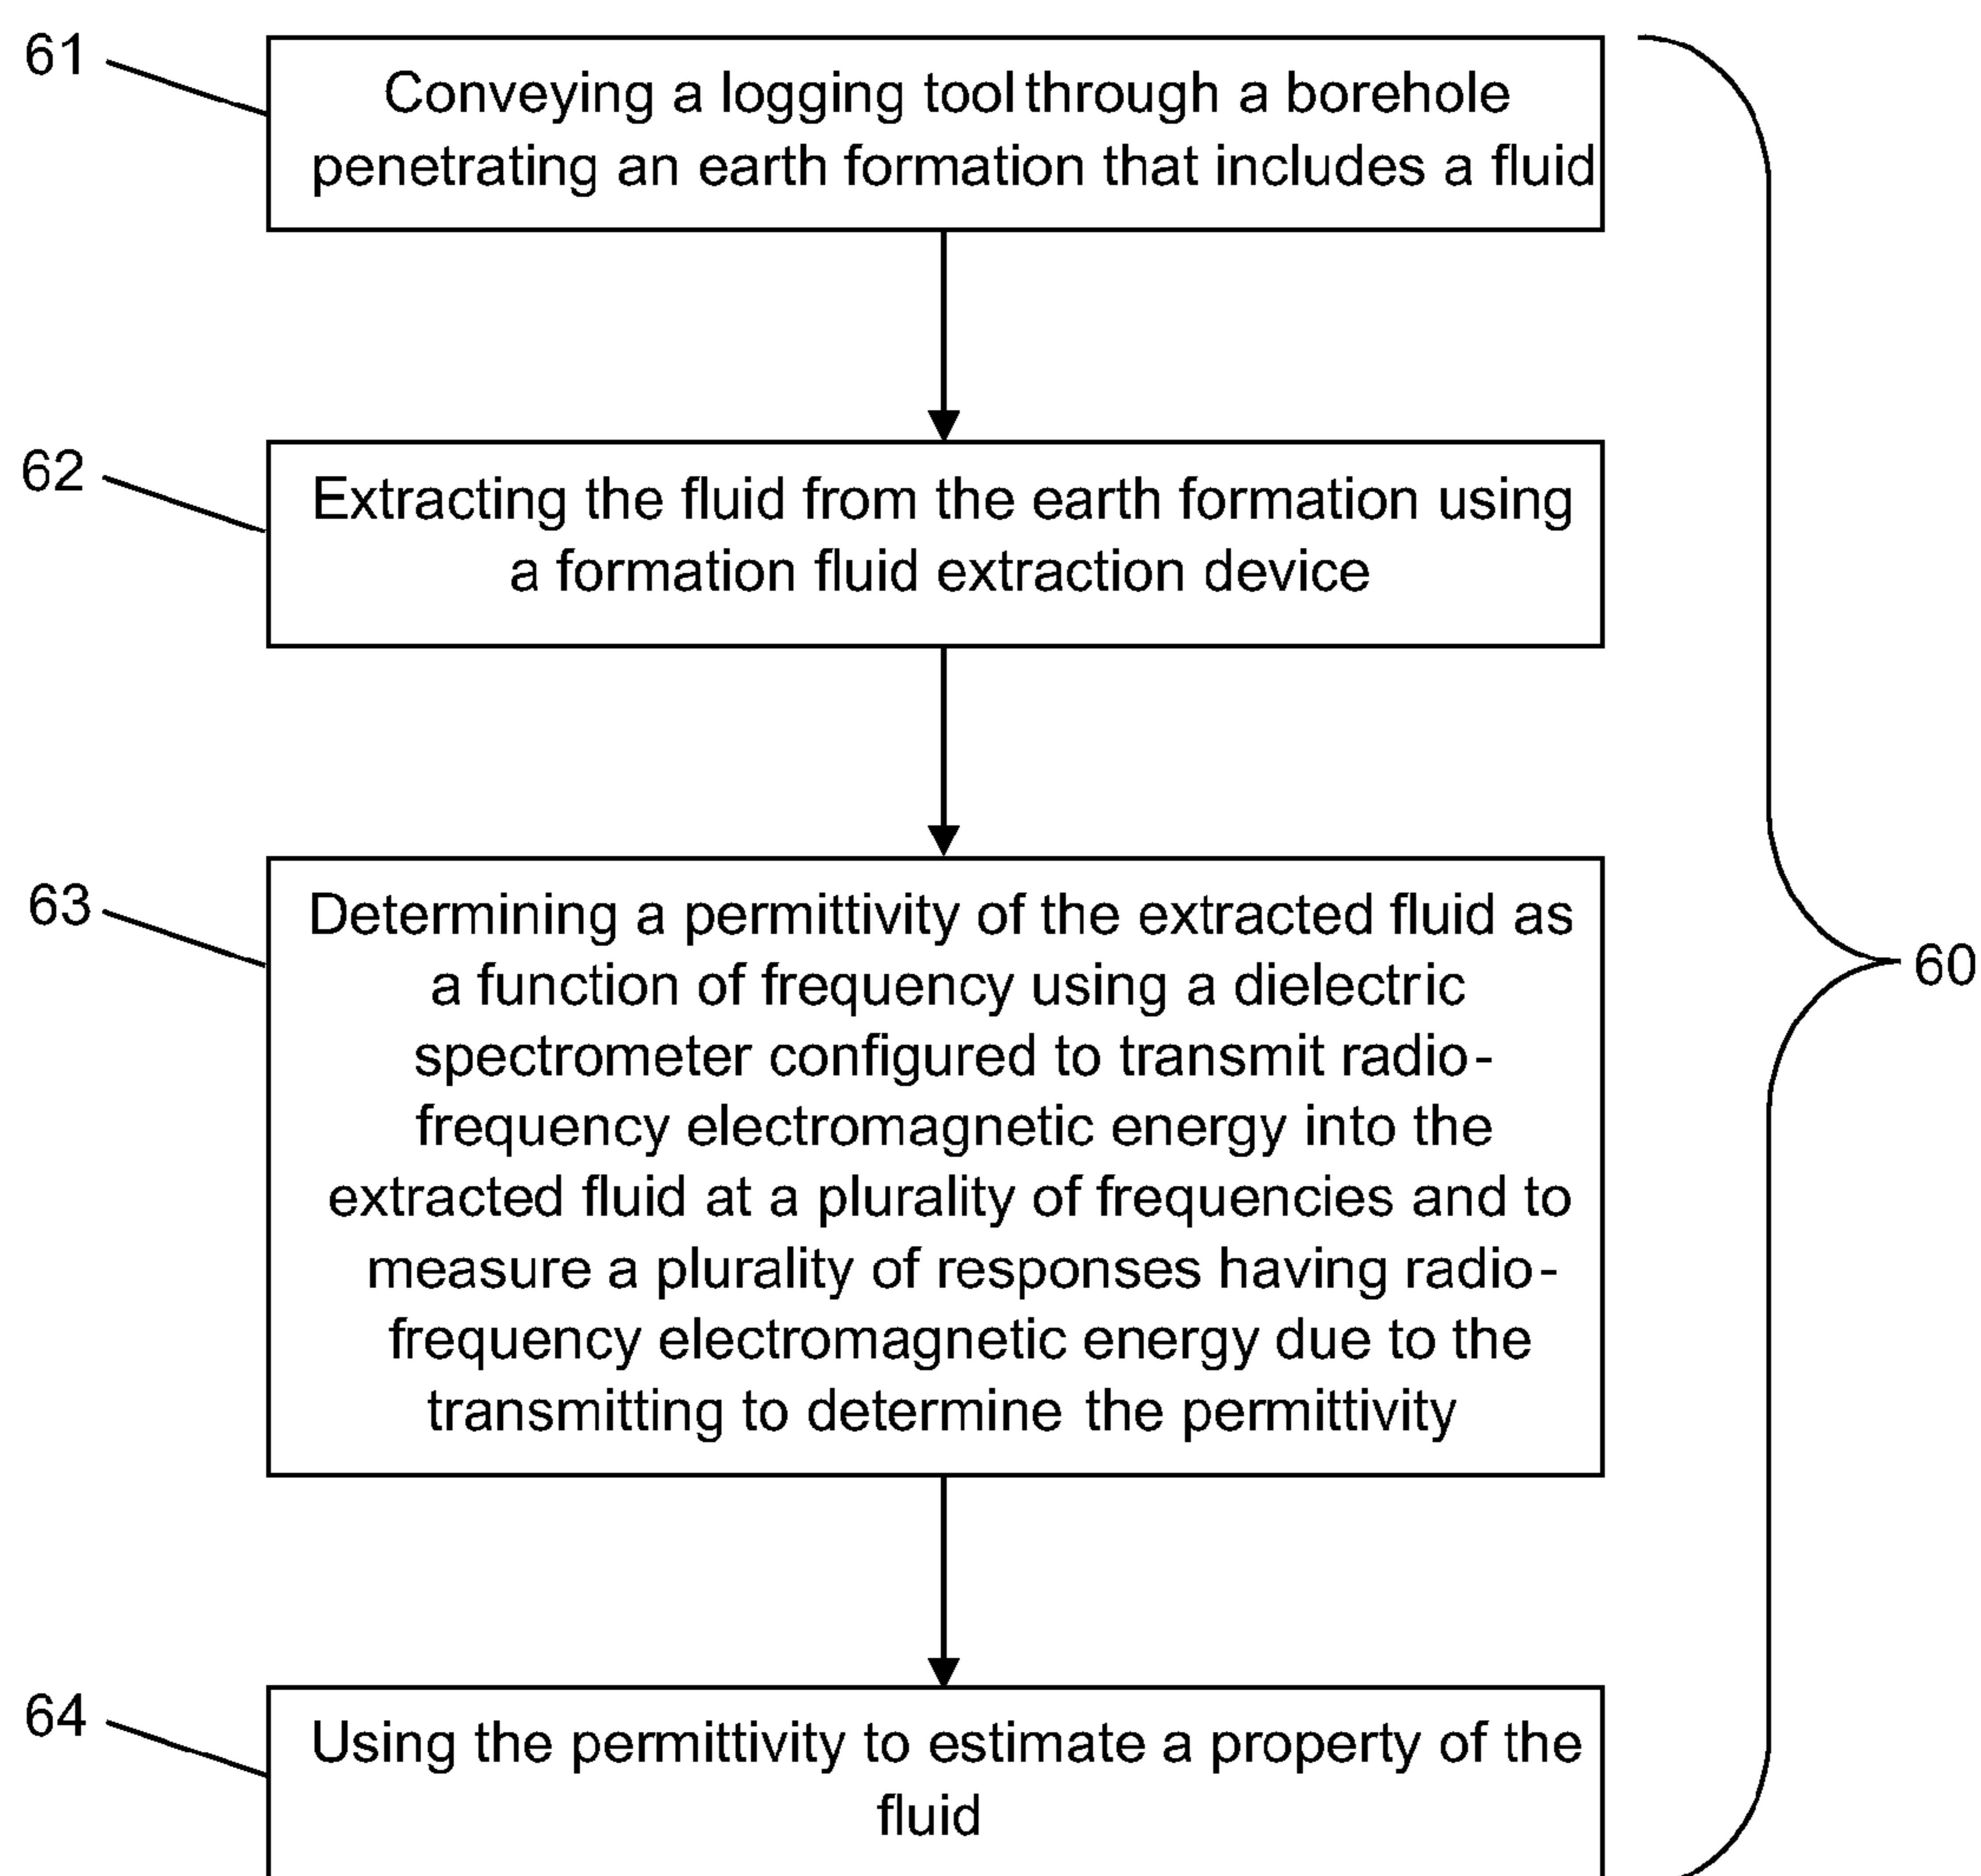 61
Conveying a logging tool through a borehole
penetrating an earth formation that includes a fluid
62
Extracting the fluid from the earth formation using
a formation fluid extraction device
63
Determining a permittivity of the extracted fluid as
a function of frequency using a dielectric
spectrometer configured to transmit radio-
frequency electromagnetic energy into the
extracted fluid at a plurality of frequencies and to
measure a plurality of responses having radio-
frequency electromagnetic energy due to the
transmitting to determine the permittivity
60
64
Using the permittivity to estimate a property of the
fluid